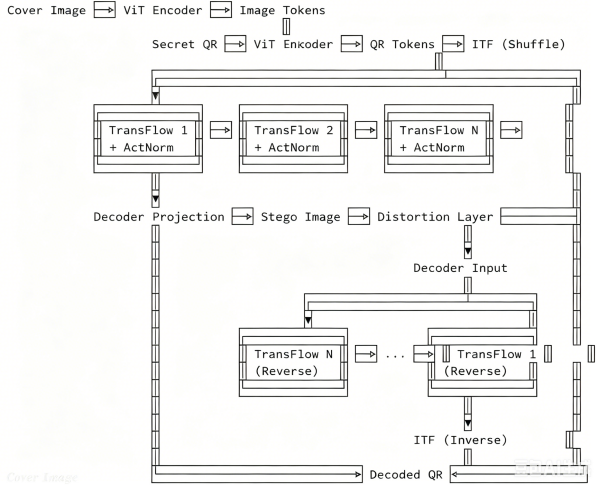 Cover Image ViT Encoder Image Tokens
Secret QR ViT Encoder QR Tokens ITF (Shuffle)
TransFlow 1 TransFlow 2 TransFlow N
+ ActNorm + ActNorm + ActNorm
Decoder Projection Stego Image Distortion Layer
Decoder Input
TransFlow N ... TransFlow 1
(Reverse) (Reverse)
ITF (Inverse)
Decoded QR
Cover Image